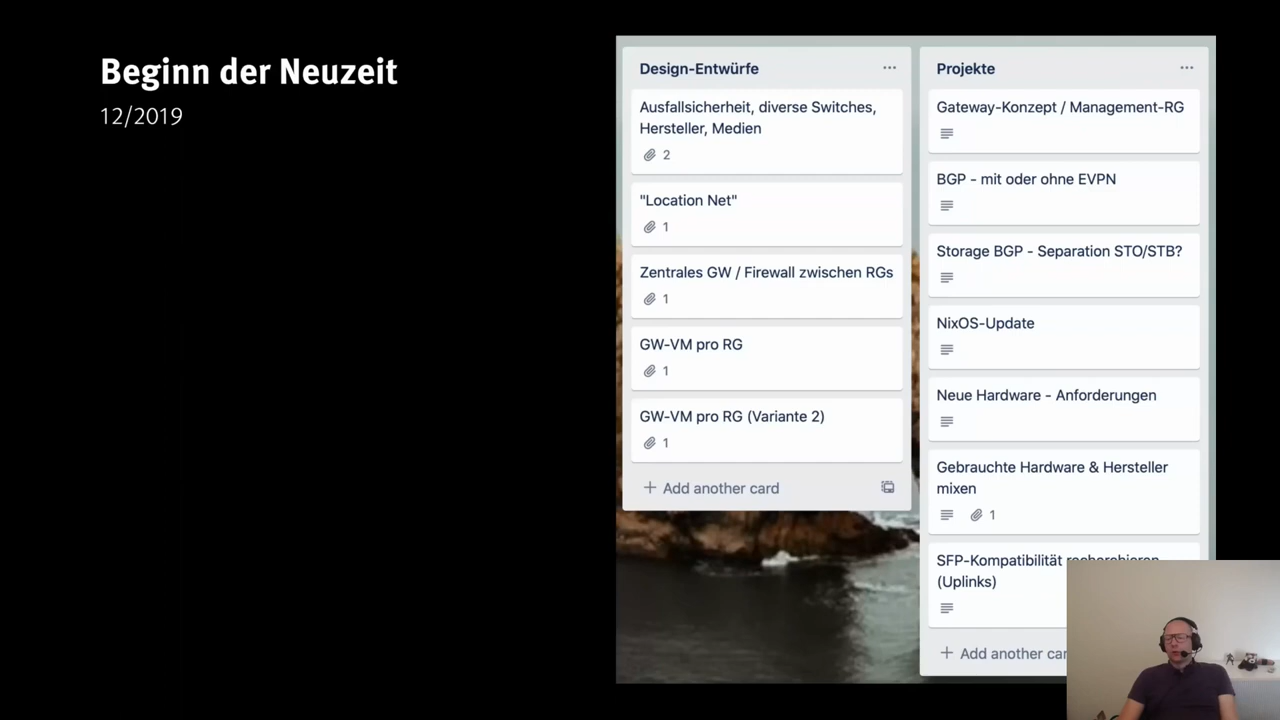 Beginn der Neuzeit
12/2019
Design-Entwürfe
Ausfallsicherheit, diverse Switches,
Hersteller, Medien
2
"Location Net"
1
Zentrales GW / Firewall zwischen RGs
1
GW-VM pro RG
1
GW-VM pro RG (Variante 2)
1
+ Add another card
Projekte
Gateway-Konzept / Management-RG
BGP - mit oder ohne EVPN
Storage BGP - Separation STO/STB?
NixOS-Update
Neue Hardware - Anforderungen
Gebrauchte Hardware & Hersteller
mixen
1
SFP-Kompatibilität
(Uplinks)
+ Add another